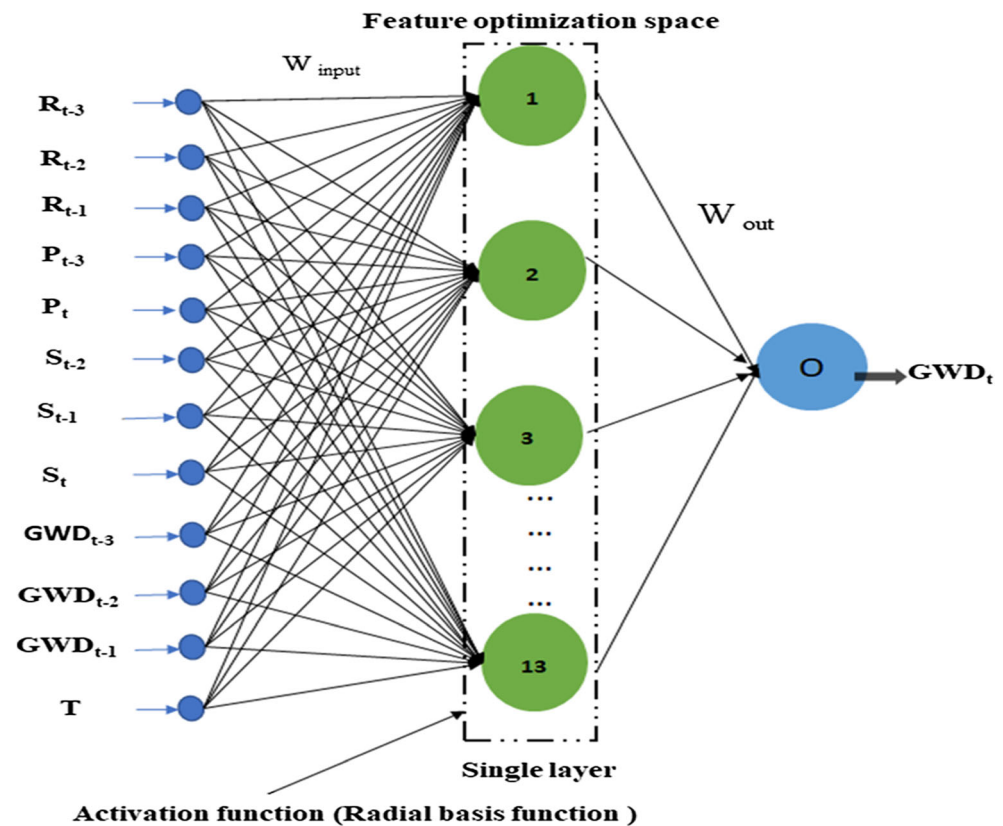 Feature optimization space
W input
R t-3
R t-2
R t-1
P t-3
P t
S t-2
S t-1
S t
GWD t-3
GWD t-2
GWD t-1
T
1
2
3
...
...
...
...
13
W out
O
GWD t
Single layer
Activation function (Radial basis function )